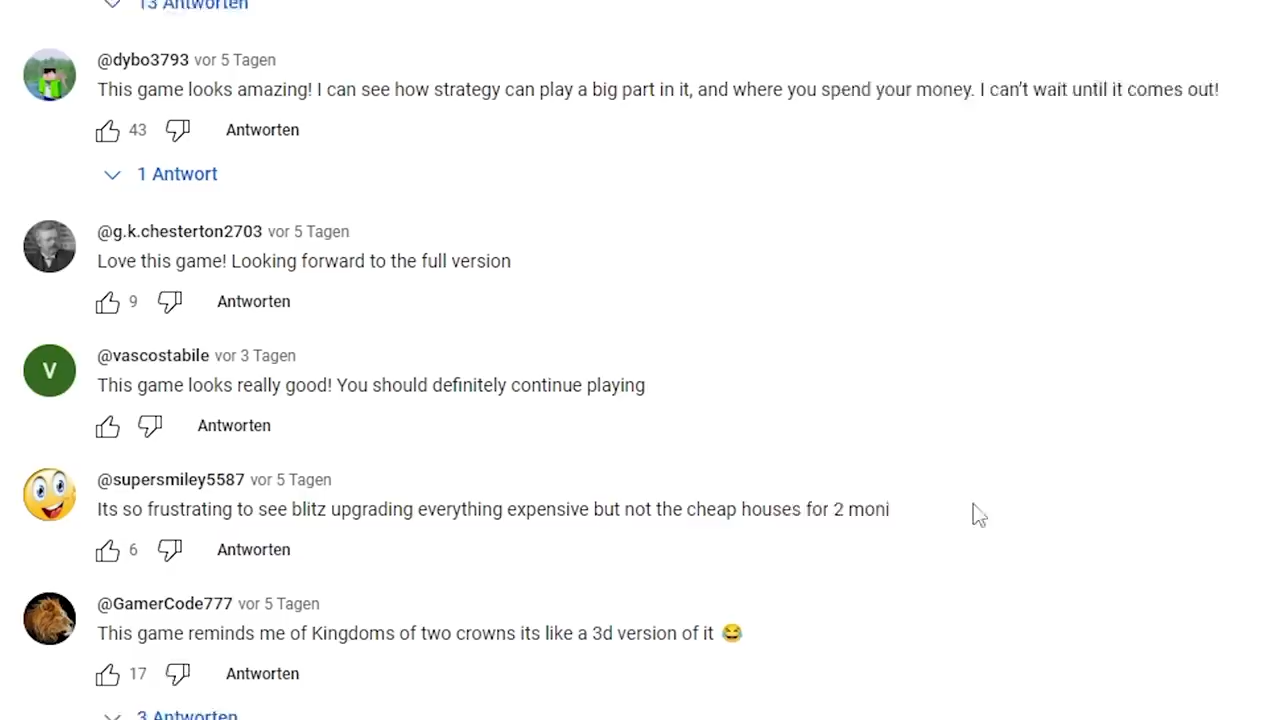 13 Antworten
@dybo3793 vor 5 Tagen
This game looks amazing! I can see how strategy can play a big part in it, and where you spend your money. I can't wait until it comes out!
43 Antworten
1 Antwort
@g.k.chesterton2703 vor 5 Tagen
Love this game! Looking forward to the full version
9 Antworten
V
@vascostabile vor 3 Tagen
This game looks really good! You should definitely continue playing
Antworten
@supersmiley5587 vor 5 Tagen
Its so frustrating to see blitz upgrading everything expensive but not the cheap houses for 2 moni
6 Antworten
@GamerCode777 vor 5 Tagen
This game reminds me of Kingdoms of two crowns its like a 3d version of it 😂
17 Antworten
3 Antworten